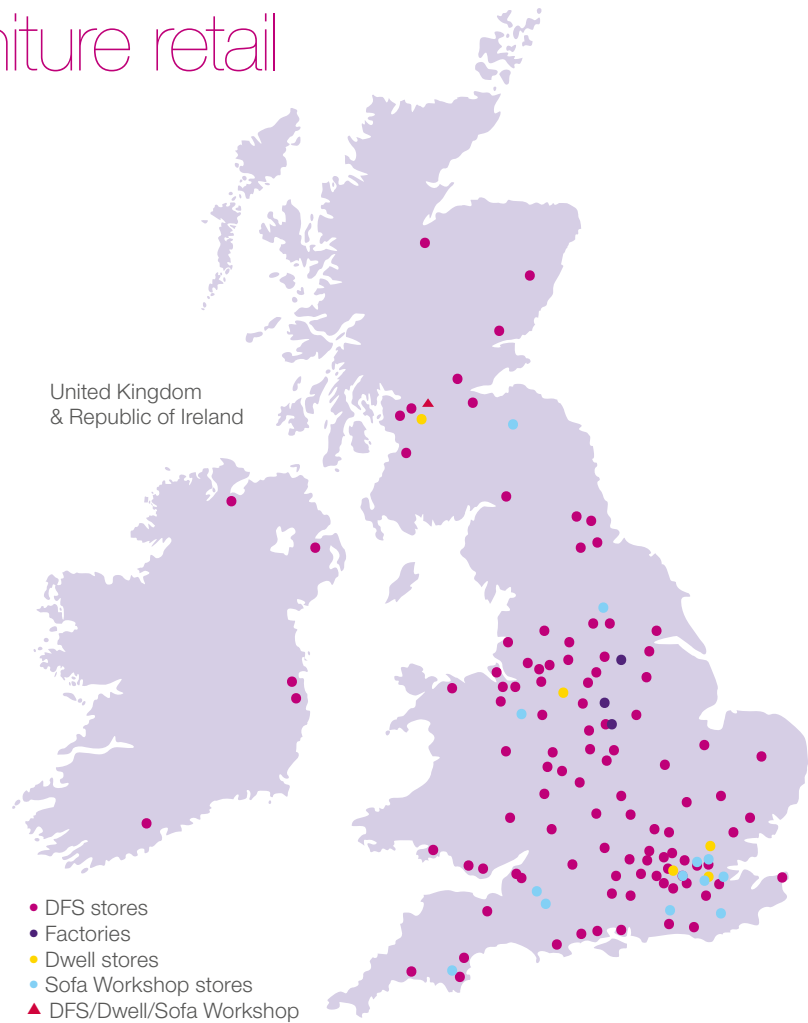 niture retail
United Kingdom
& Republic of Ireland
DFS stores
Factories
Dwell stores
Sofa Workshop stores
DFS/Dwell/Sofa Workshop